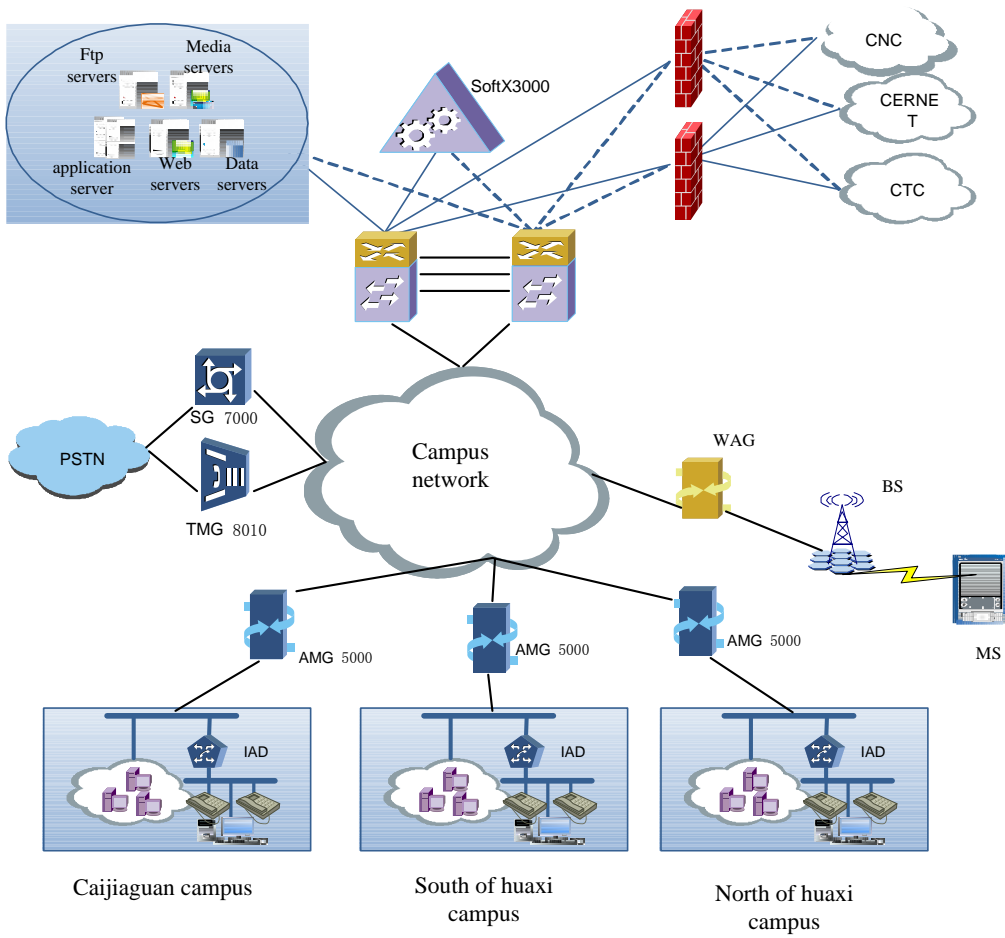 Ftp
servers
Media
servers
application
server
Web
servers
Data
servers
SoftX3000
CNC
CERNE
T
CTC
SG 7000
PSTN
TMG 8010
Campus
network
WAG
BS
MS
AMG 5000
AMG 5000
AMG 5000
IAD
IAD
IAD
Caijiaguan campus
South of huaxi
campus
North of huaxi
campus